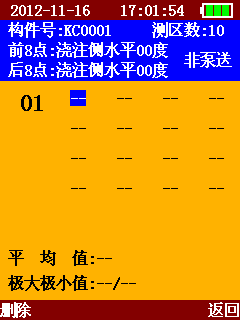 2012-11-16 17:01:54
构件号:KC0001 测区数:10
前8点:浇注侧水平00度
非泵送
后8点:浇注侧水平00度
01 -- -- -- --
-- -- -- --
-- -- -- --
-- -- -- --
平 均 值:--
极大极小值:--/--
删除 返回